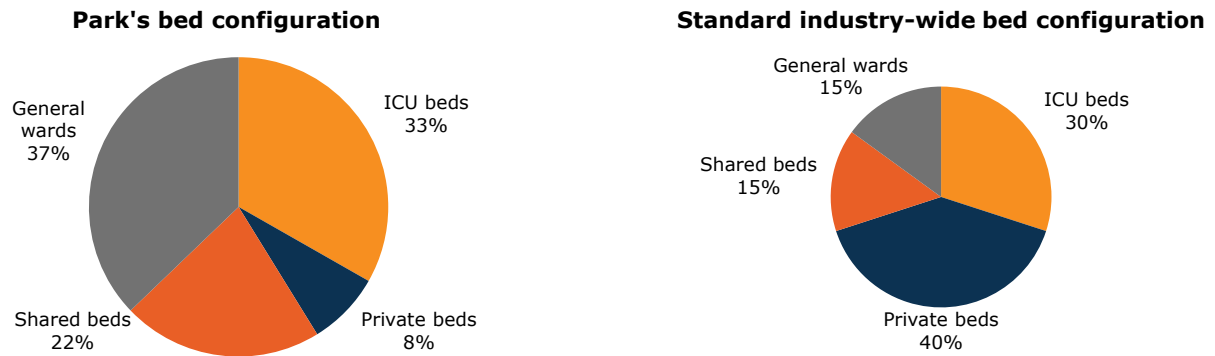 Park's bed configuration
General
wards
37%
ICU beds
33%
Shared beds
22%
Private beds
8%
Standard industry-wide bed configuration
General wards
15%
ICU beds
30%
Shared beds
15%
Private beds
40%